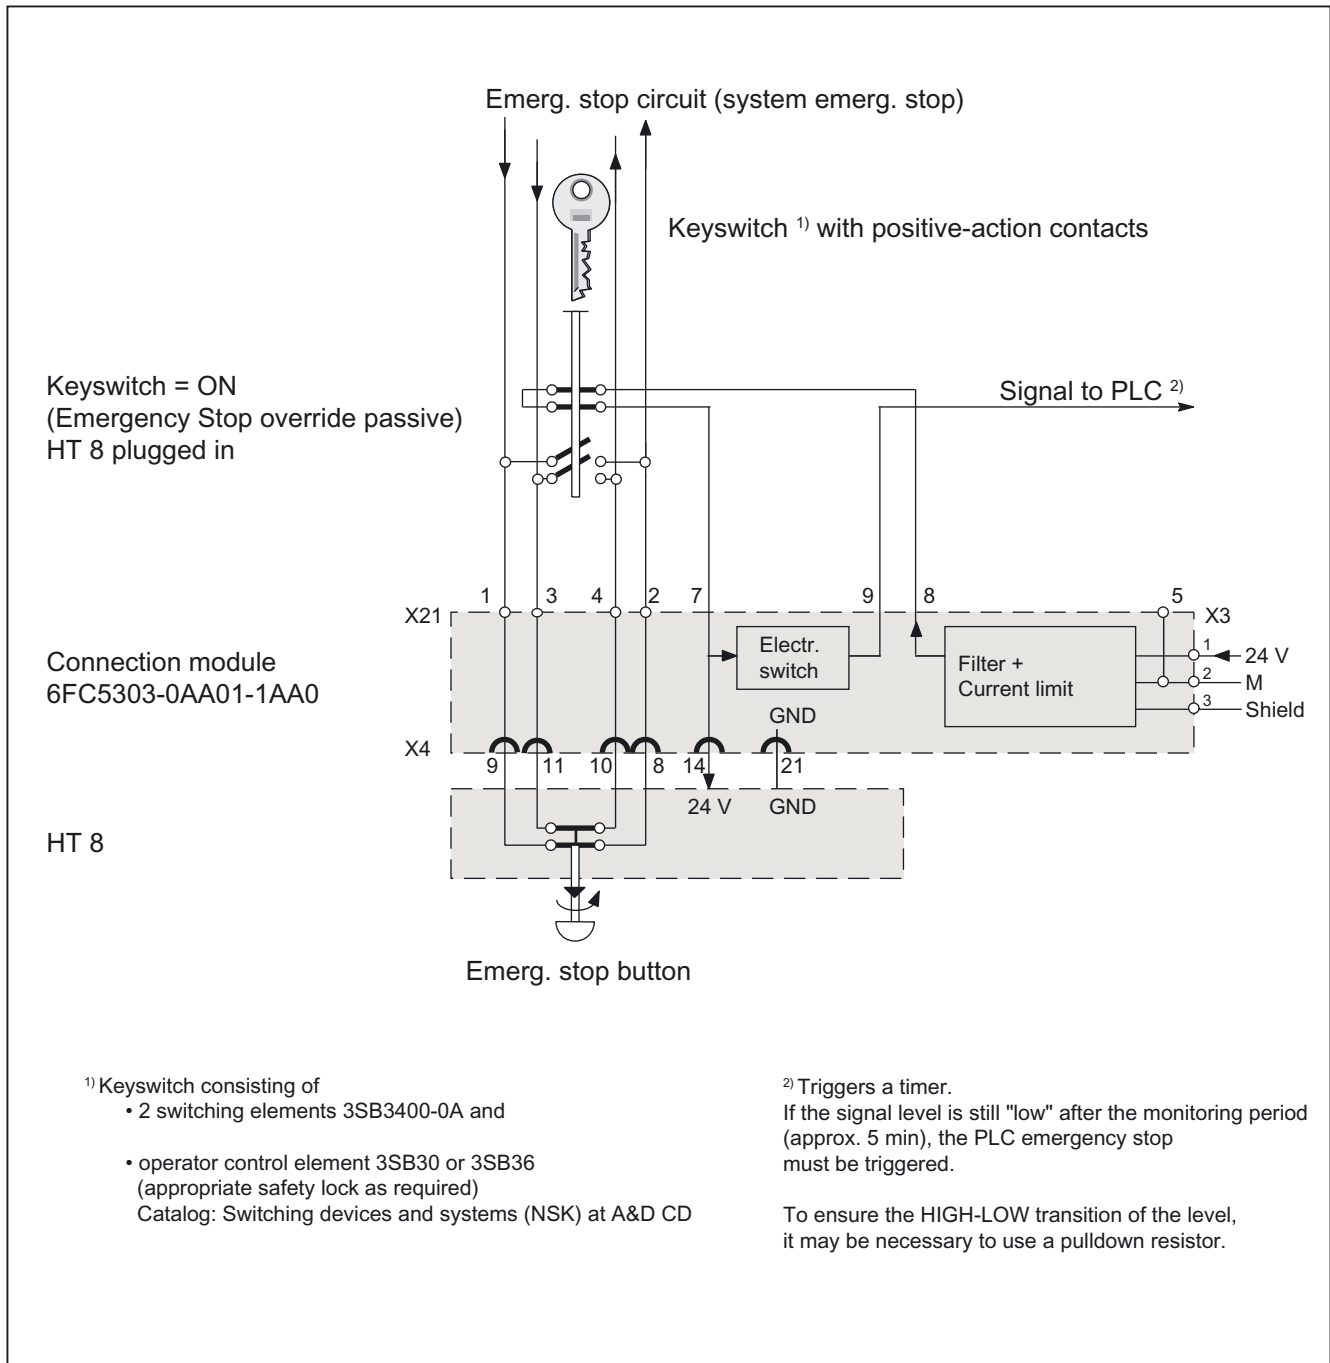 Emerg. stop circuit (system emerg. stop)
Keyswitch 1) with positive-action contacts
Keyswitch = ON
(Emergency Stop override passive)
HT 8 plugged in
Signal to PLC 2)
1 3 4 2 7 9 8 5
X21
X3
Connection module
6FC5303-0AA01-1AA0
Electr.
switch
Filter +
Current limit
1
24 V
2
M
3
Shield
GND
X4
9 11 10 8 14 21
24 V GND
HT 8
Emerg. stop button
1) Keyswitch consisting of
• 2 switching elements 3SB3400-0A and
• operator control element 3SB30 or 3SB36
(appropriate safety lock as required)
Catalog: Switching devices and systems (NSK) at A&D CD
2) Triggers a timer.
If the signal level is still "low" after the monitoring period
(approx. 5 min), the PLC emergency stop
must be triggered.
To ensure the HIGH-LOW transition of the level,
it may be necessary to use a pulldown resistor.